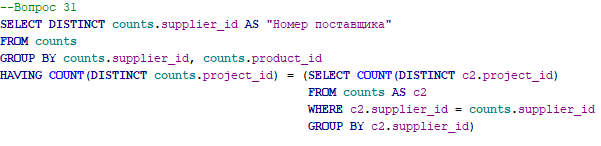 --Вопрос 31
SELECT DISTINCT counts.supplier_id AS "Номер поставщика"
FROM counts
GROUP BY counts.supplier_id, counts.product_id
HAVING COUNT(DISTINCT counts.project_id) = (SELECT COUNT(DISTINCT c2.project_id)
FROM counts AS c2
WHERE c2.supplier_id = counts.supplier_id
GROUP BY c2.supplier_id)